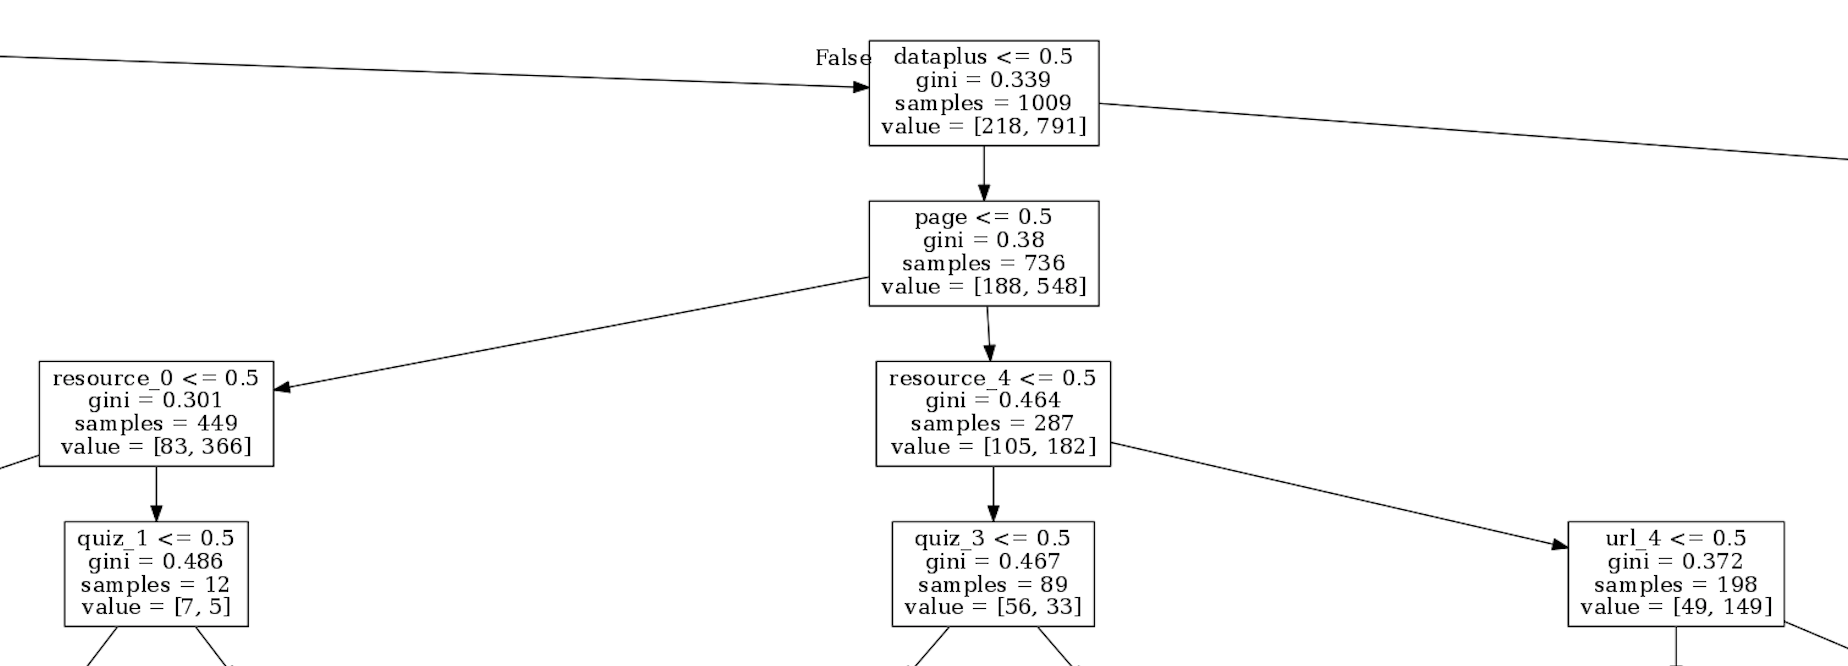 False
dataplus <= 0.5
gini = 0.339
samples = 1009
value = [218, 791]
page <= 0.5
gini = 0.38
samples = 736
value = [188, 548]
resource_0 <= 0.5
gini = 0.301
samples = 449
value = [83, 366]
resource_4 <= 0.5
gini = 0.464
samples = 287
value = [105, 182]
quiz_1 <= 0.5
gini = 0.486
samples = 12
value = [7, 5]
quiz_3 <= 0.5
gini = 0.467
samples = 89
value = [56, 33]
url_4 <= 0.5
gini = 0.372
samples = 198
value = [49, 149]